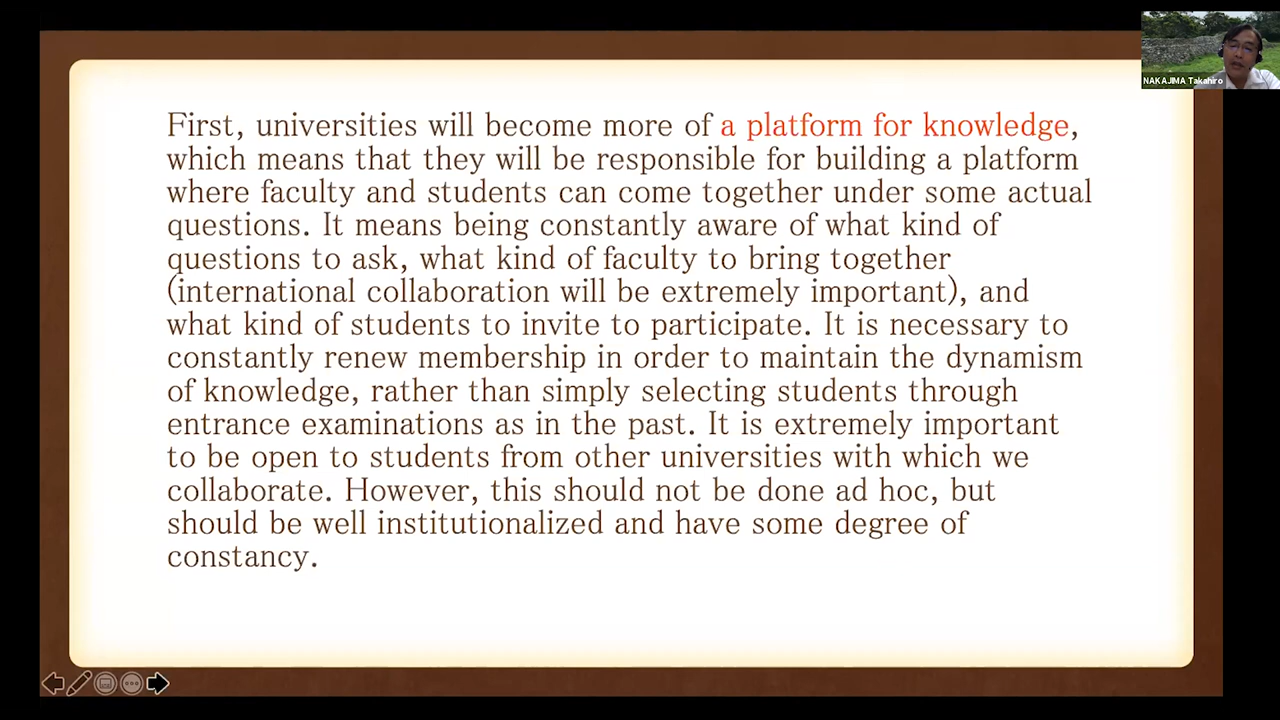 NAKAJIMA Takahiro
First, universities will become more of a platform for knowledge,
which means that they will be responsible for building a platform
where faculty and students can come together under some actual
questions. It means being constantly aware of what kind of
questions to ask, what kind of faculty to bring together
(international collaboration will be extremely important), and
what kind of students to invite to participate. It is necessary to
constantly renew membership in order to maintain the dynamism
of knowledge, rather than simply selecting students through
entrance examinations as in the past. It is extremely important
to be open to students from other universities with which we
collaborate. However, this should not be done ad hoc, but
should be well institutionalized and have some degree of
constancy.